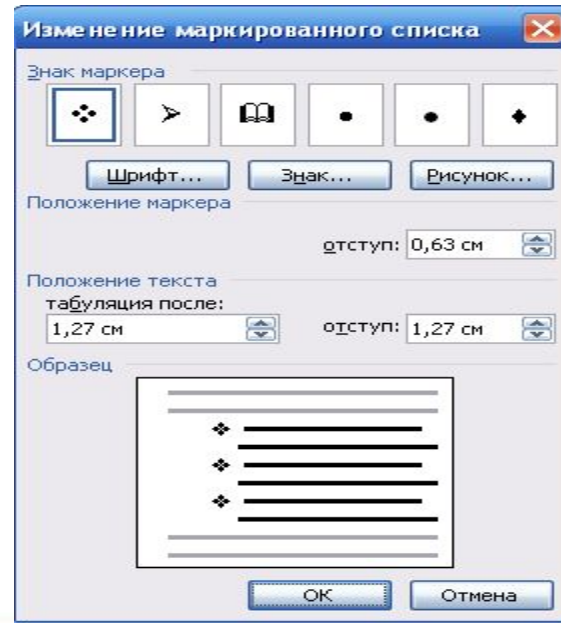 Изменение маркированного списка
Знак маркера
Шрифт... Знак... Рисунок...
Положение маркера
отступ: 0,63 см
Положение текста
табуляция после:
1,27 см отступ: 1,27 см
Образец
ОК Отмена